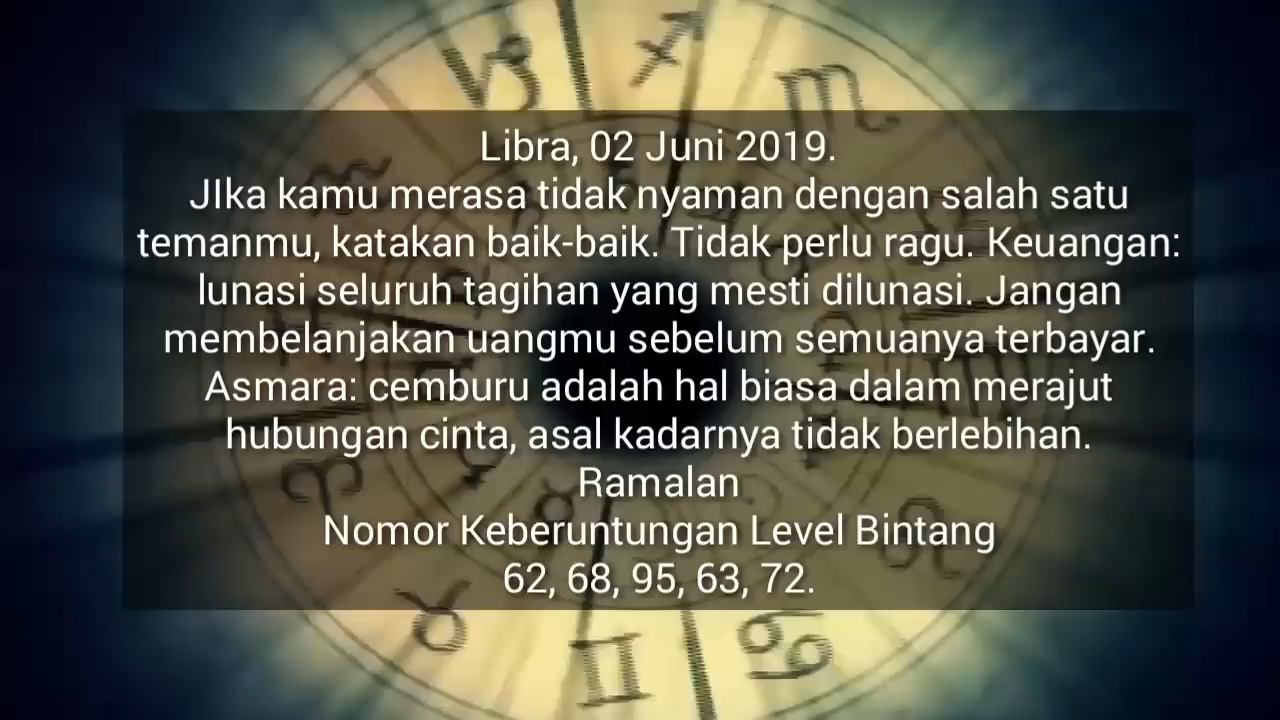 Libra, 02 Juni 2019.
JIka kamu merasa tidak nyaman dengan salah satu
temanmu, katakan baik-baik. Tidak perlu ragu. Keuangan:
lunasi seluruh tagihan yang mesti dilunasi. Jangan
membelanjakan uangmu sebelum semuanya terbayar.
Asmara: cemburu adalah hal biasa dalam merajut
hubungan cinta, asal kadarnya tidak berlebihan.
Ramalan
Nomor Keberuntungan Level Bintang
62, 68, 95, 63, 72.